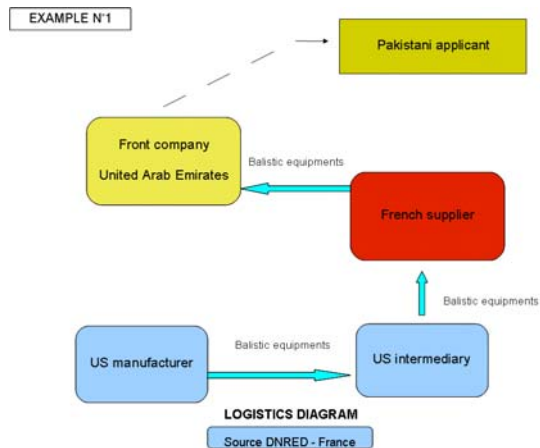 EXAMPLE N°1
Pakistani applicant
Front company
United Arab Emirates
Balistic equipments
French supplier
Balistic equipments
US manufacturer
Balistic equipments
US intermediary
LOGISTICS DIAGRAM
Source DNRED - France